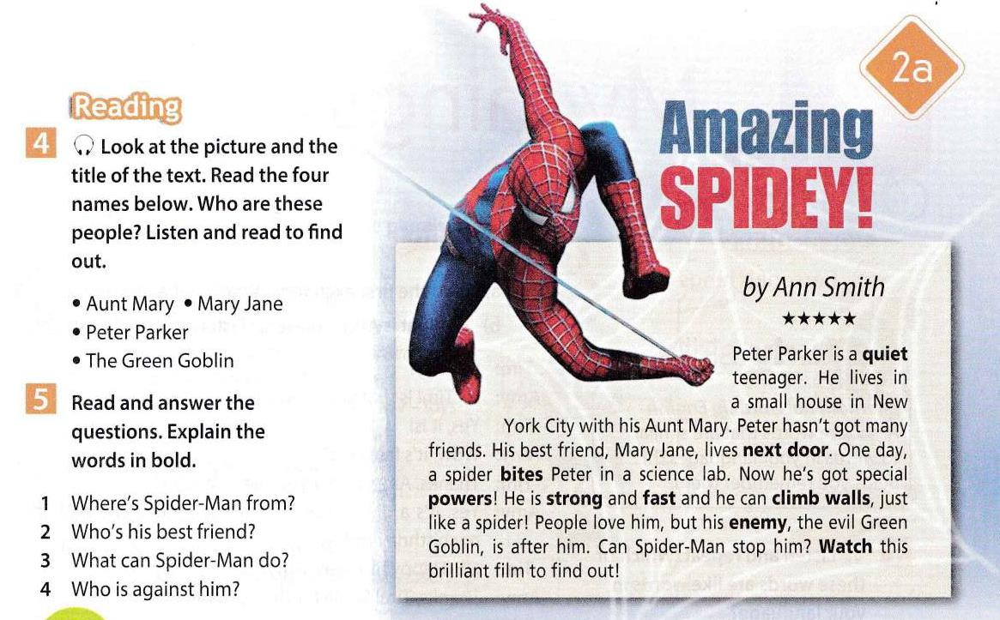 2a
Reading
4 Look at the picture and the
title of the text. Read the four
names below. Who are these
people? Listen and read to find
out.
• Aunt Mary • Mary Jane
• Peter Parker
• The Green Goblin
5 Read and answer the
questions. Explain the
words in bold.
1 Where's Spider-Man from?
2 Who's his best friend?
3 What can Spider-Man do?
4 Who is against him?
Amazing
SPIDEY!
by Ann Smith
★★★★★
Peter Parker is a quiet
teenager. He lives in
a small house in New
York City with his Aunt Mary. Peter hasn't got many
friends. His best friend, Mary Jane, lives next door. One day,
a spider bites Peter in a science lab. Now he's got special
powers! He is strong and fast and he can climb walls, just
like a spider! People love him, but his enemy, the evil Green
Goblin, is after him. Can Spider-Man stop him? Watch this
brilliant film to find out!